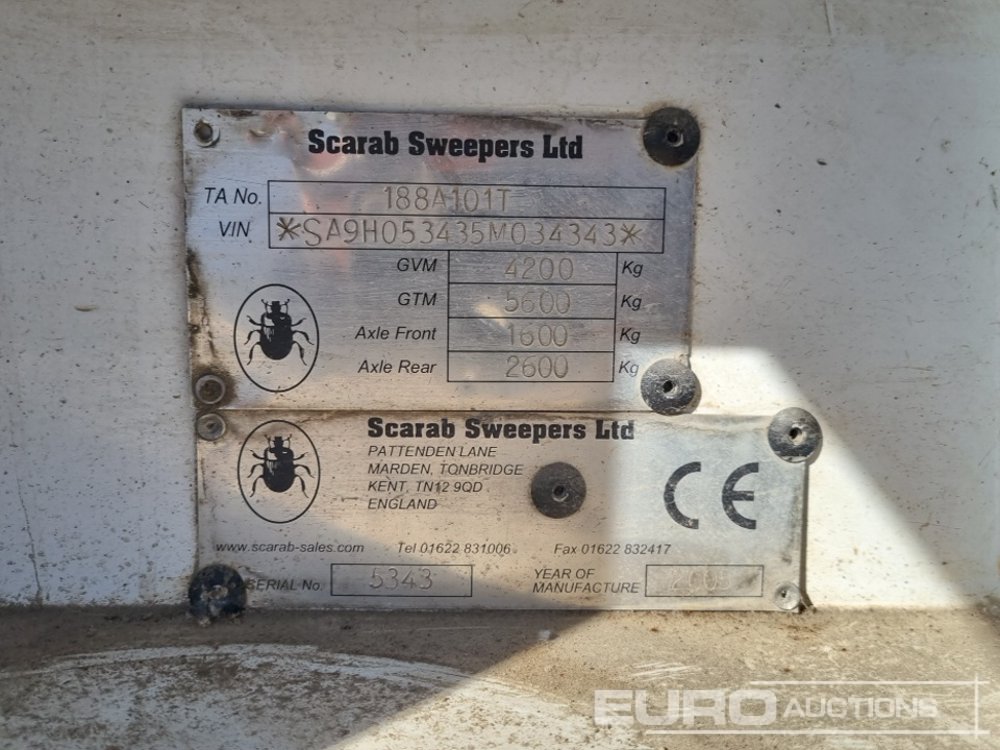 Scarab Sweepers Ltd
TA No. 188A101T
VIN *SA9H053435M034343*
GVM 4200 Kg
GTM 5600 Kg
Axle Front 1600 Kg
Axle Rear 2600 Kg
Scarab Sweepers Ltd
PATTENDEN LANE
MARDEN, TONBRIDGE
KENT, TN12 9QD
ENGLAND
CE
www.scarab-sales.com Tel 01622 831006 Fax 01622 832417
SERIAL No. 5343 YEAR OF
MANUFACTURE 2005
EURO AUCTIONS